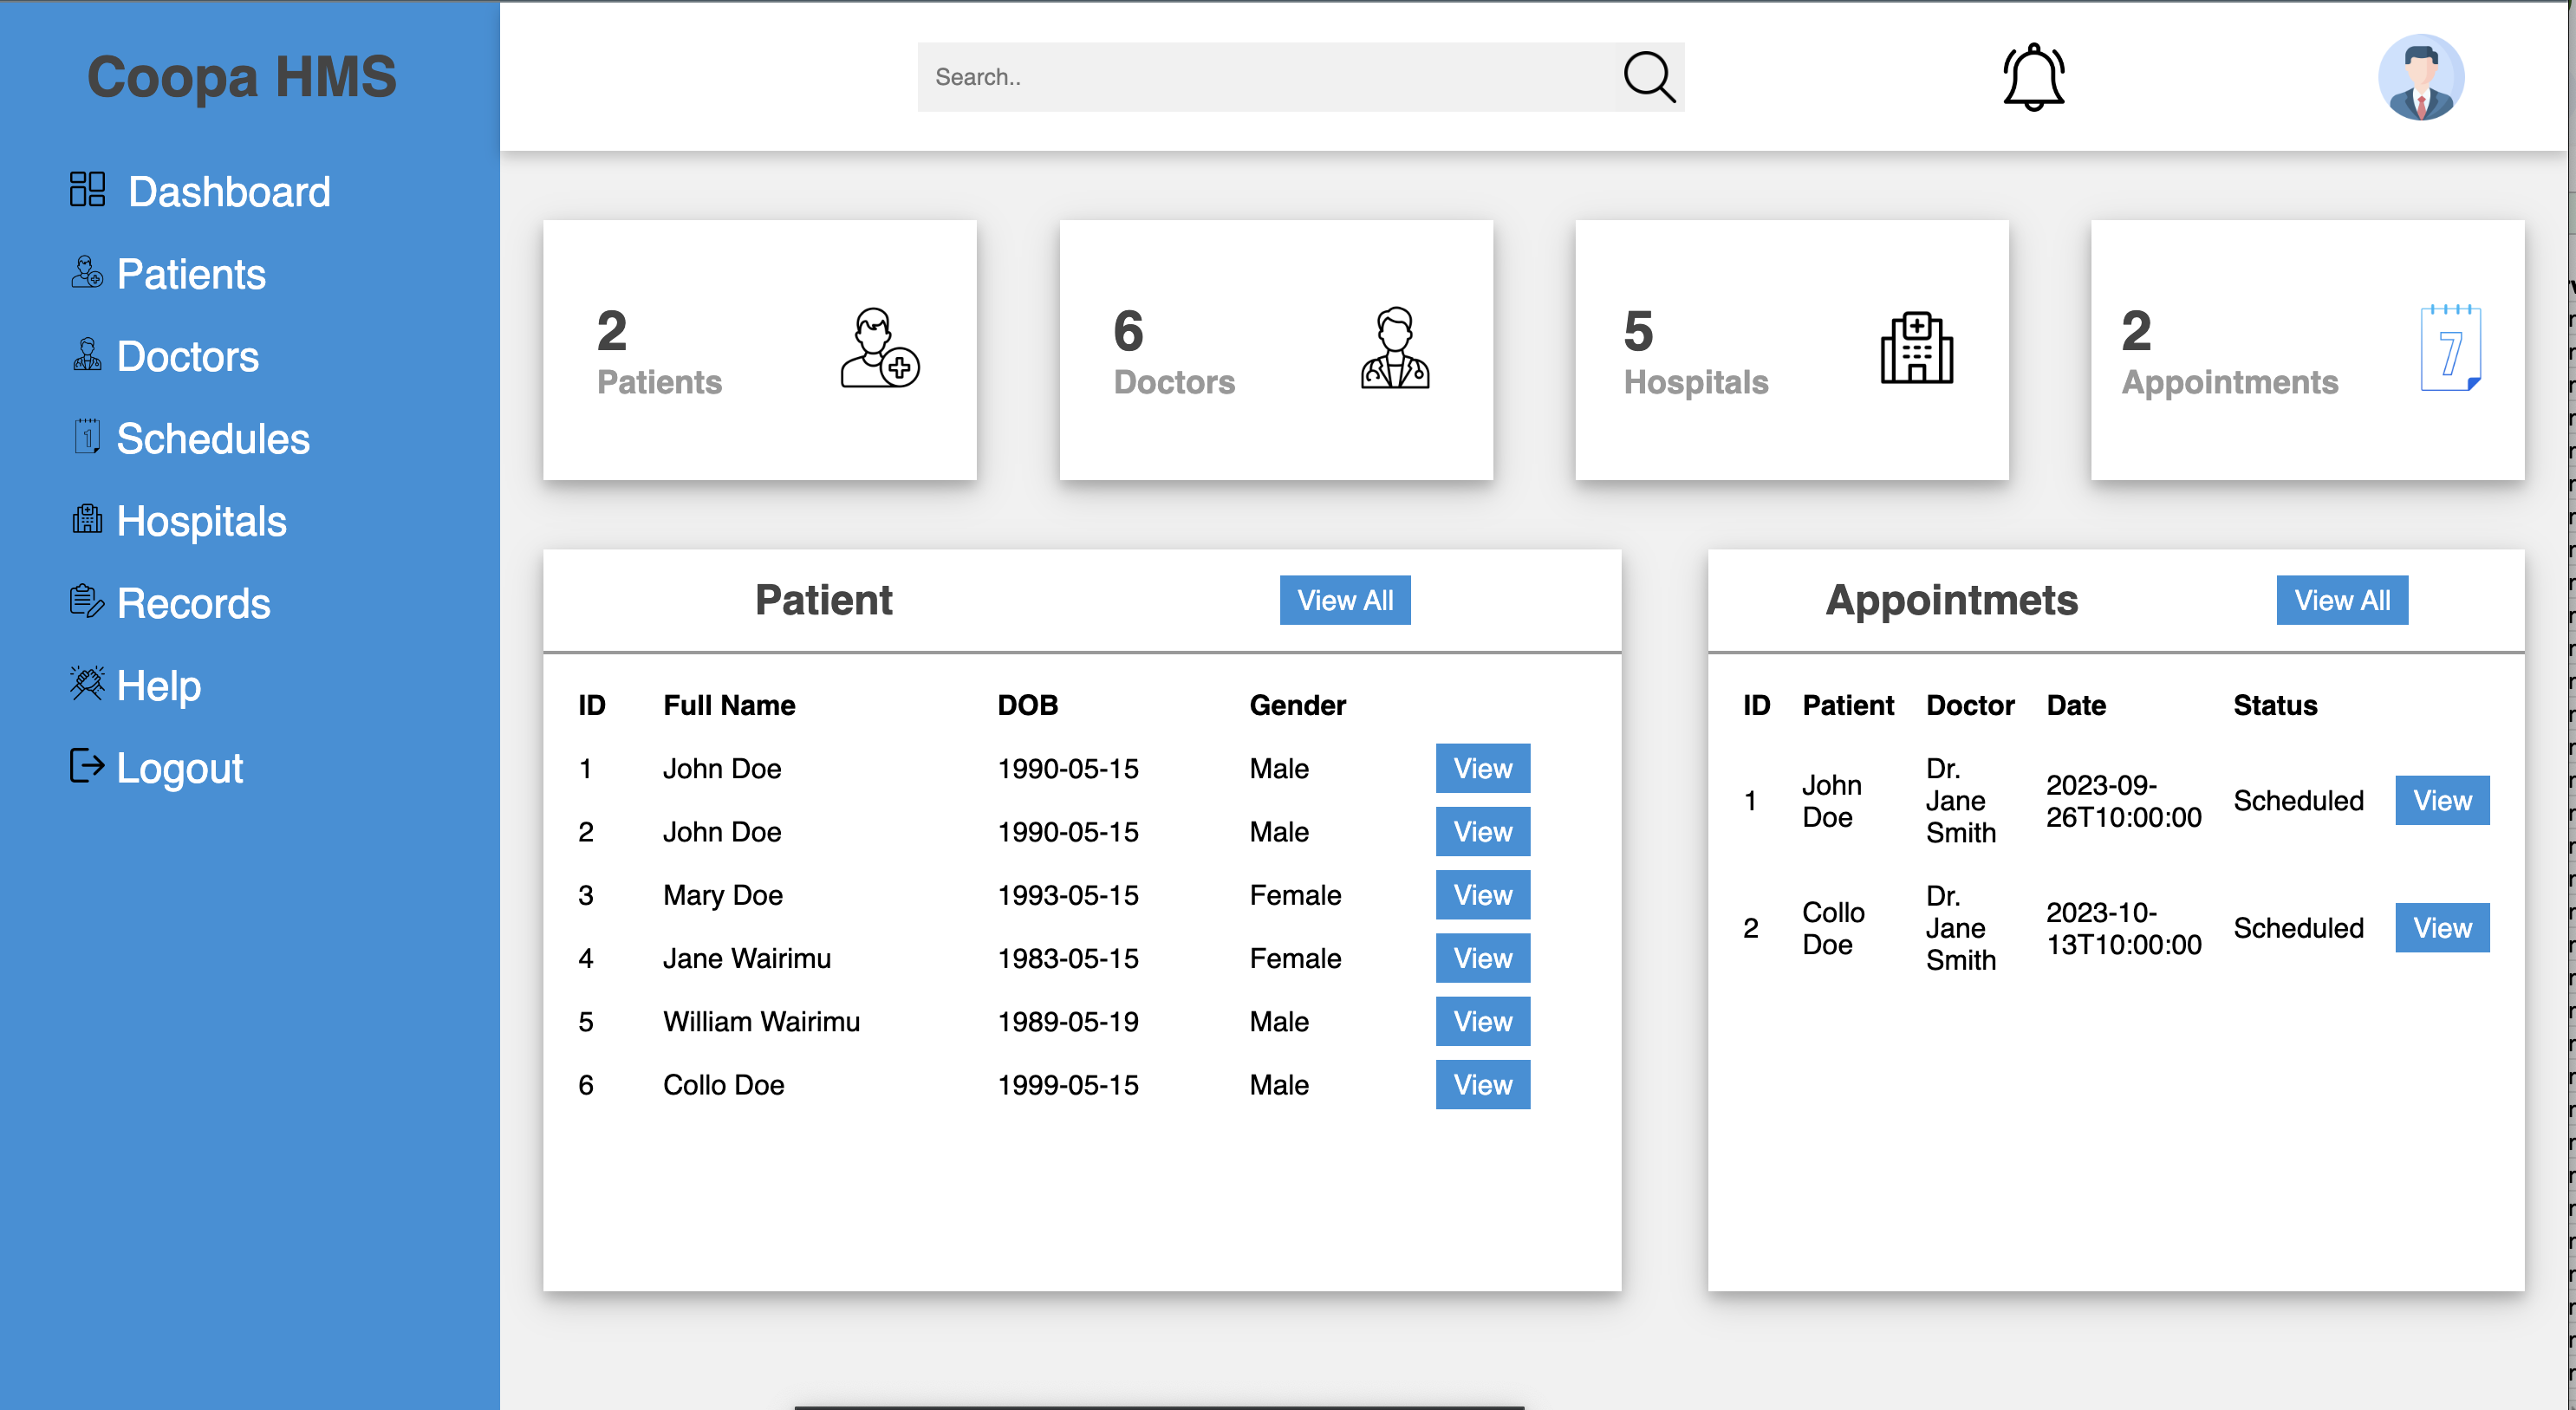 Coopa HMS
Search..
Dashboard
Patients
Doctors
Schedules
1
Hospitals
Records
Help
Logout
2
Patients
6
Doctors
5
Hospitals
2
Appointments
7
Patient
View All
ID Full Name DOB Gender
1 John Doe 1990-05-15 Male View
2 John Doe 1990-05-15 Male View
3 Mary Doe 1993-05-15 Female View
4 Jane Wairimu 1983-05-15 Female View
5 William Wairimu 1989-05-19 Male View
6 Collo Doe 1999-05-15 Male View
Appointmets
View All
ID Patient Doctor Date Status
1
John
Doe
Dr.
Jane
Smith
2023-09-
26T10:00:00
Scheduled
View
2
Collo
Doe
Dr.
Jane
Smith
2023-10-
13T10:00:00
Scheduled
View